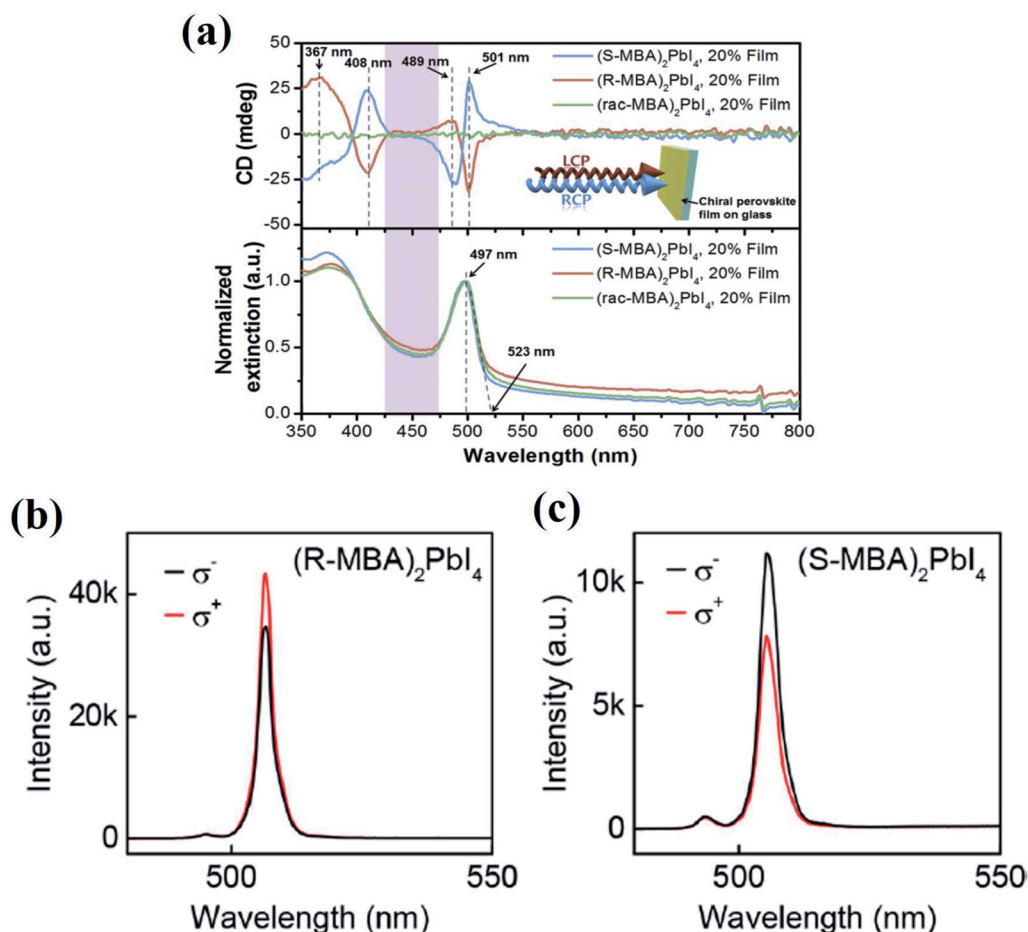 (a)
367 nm
408 nm
489 nm
501 nm
(S-MBA)₂PbI₄, 20% Film
(R-MBA)₂PbI₄, 20% Film
(rac-MBA)₂PbI₄, 20% Film
50
25
0
-25
-50
CD (mdeg)
LCP
RCP
Chiral perovskite
film on glass
497 nm
(S-MBA)₂PbI₄, 20% Film
(R-MBA)₂PbI₄, 20% Film
(rac-MBA)₂PbI₄, 20% Film
523 nm
1.0
0.5
0.0
Normalized
extinction (a.u.)
350 400 450 500 550 600 650 700 750 800
Wavelength (nm)
(b)
(R-MBA)₂PbI₄
σ⁻
σ⁺
40k
20k
0
Intensity (a.u.)
500 550
Wavelength (nm)
(c)
(S-MBA)₂PbI₄
σ⁻
σ⁺
10k
5k
0
Intensity (a.u.)
500 550
Wavelength (nm)